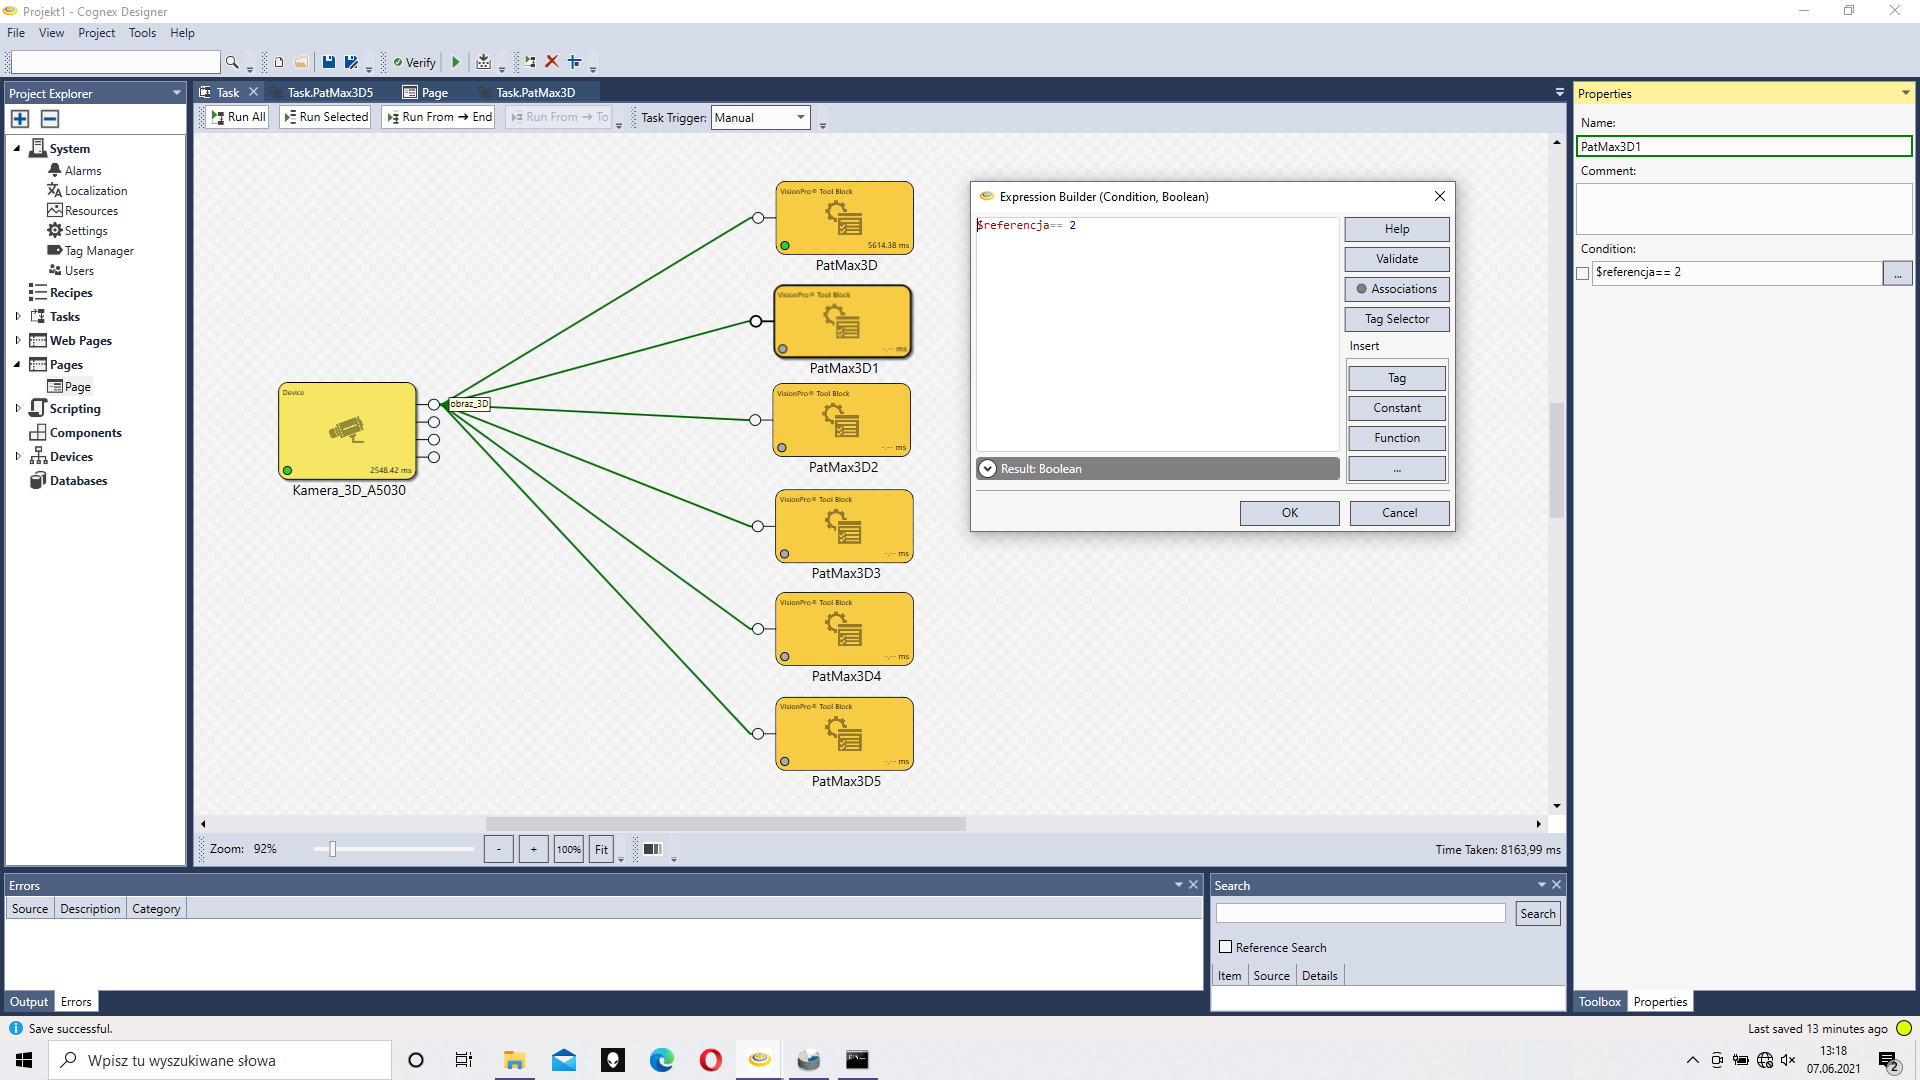 Projekt1 - Cognex Designer
File View Project Tools Help
Verify
Project Explorer
System
Alarms
Localization
Resources
Settings
Tag Manager
Users
Recipes
Tasks
Web Pages
Pages
Page
Scripting
Components
Devices
Databases
Task Task.PatMax3D5 Page Task.PatMax3D
Run All Run Selected Run From → End Run From → To Task Trigger: Manual
Device
2548.42 ms
Kamera_3D_A5030
obraz_3D
VisionPro® Tool Block
5614.38 ms
PatMax3D
VisionPro® Tool Block
-.-- ms
PatMax3D1
VisionPro® Tool Block
-.-- ms
PatMax3D2
VisionPro® Tool Block
-.-- ms
PatMax3D3
VisionPro® Tool Block
-.-- ms
PatMax3D4
VisionPro® Tool Block
-.-- ms
PatMax3D5
Expression Builder (Condition, Boolean)
$referencja== 2
Help
Validate
Associations
Tag Selector
Insert
Tag
Constant
Function
...
Result: Boolean
OK Cancel
Zoom: 92% - + 100% Fit
Time Taken: 8163,99 ms
Properties
Name:
PatMax3D1
Comment:
Condition:
$referencja== 2 ...
Errors
Source Description Category
Output Errors
Search
Search
Reference Search
Item Source Details
Toolbox Properties
Save successful.
Last saved 13 minutes ago
Wpisz tu wyszukiwane słowa
13:18
07.06.2021
2